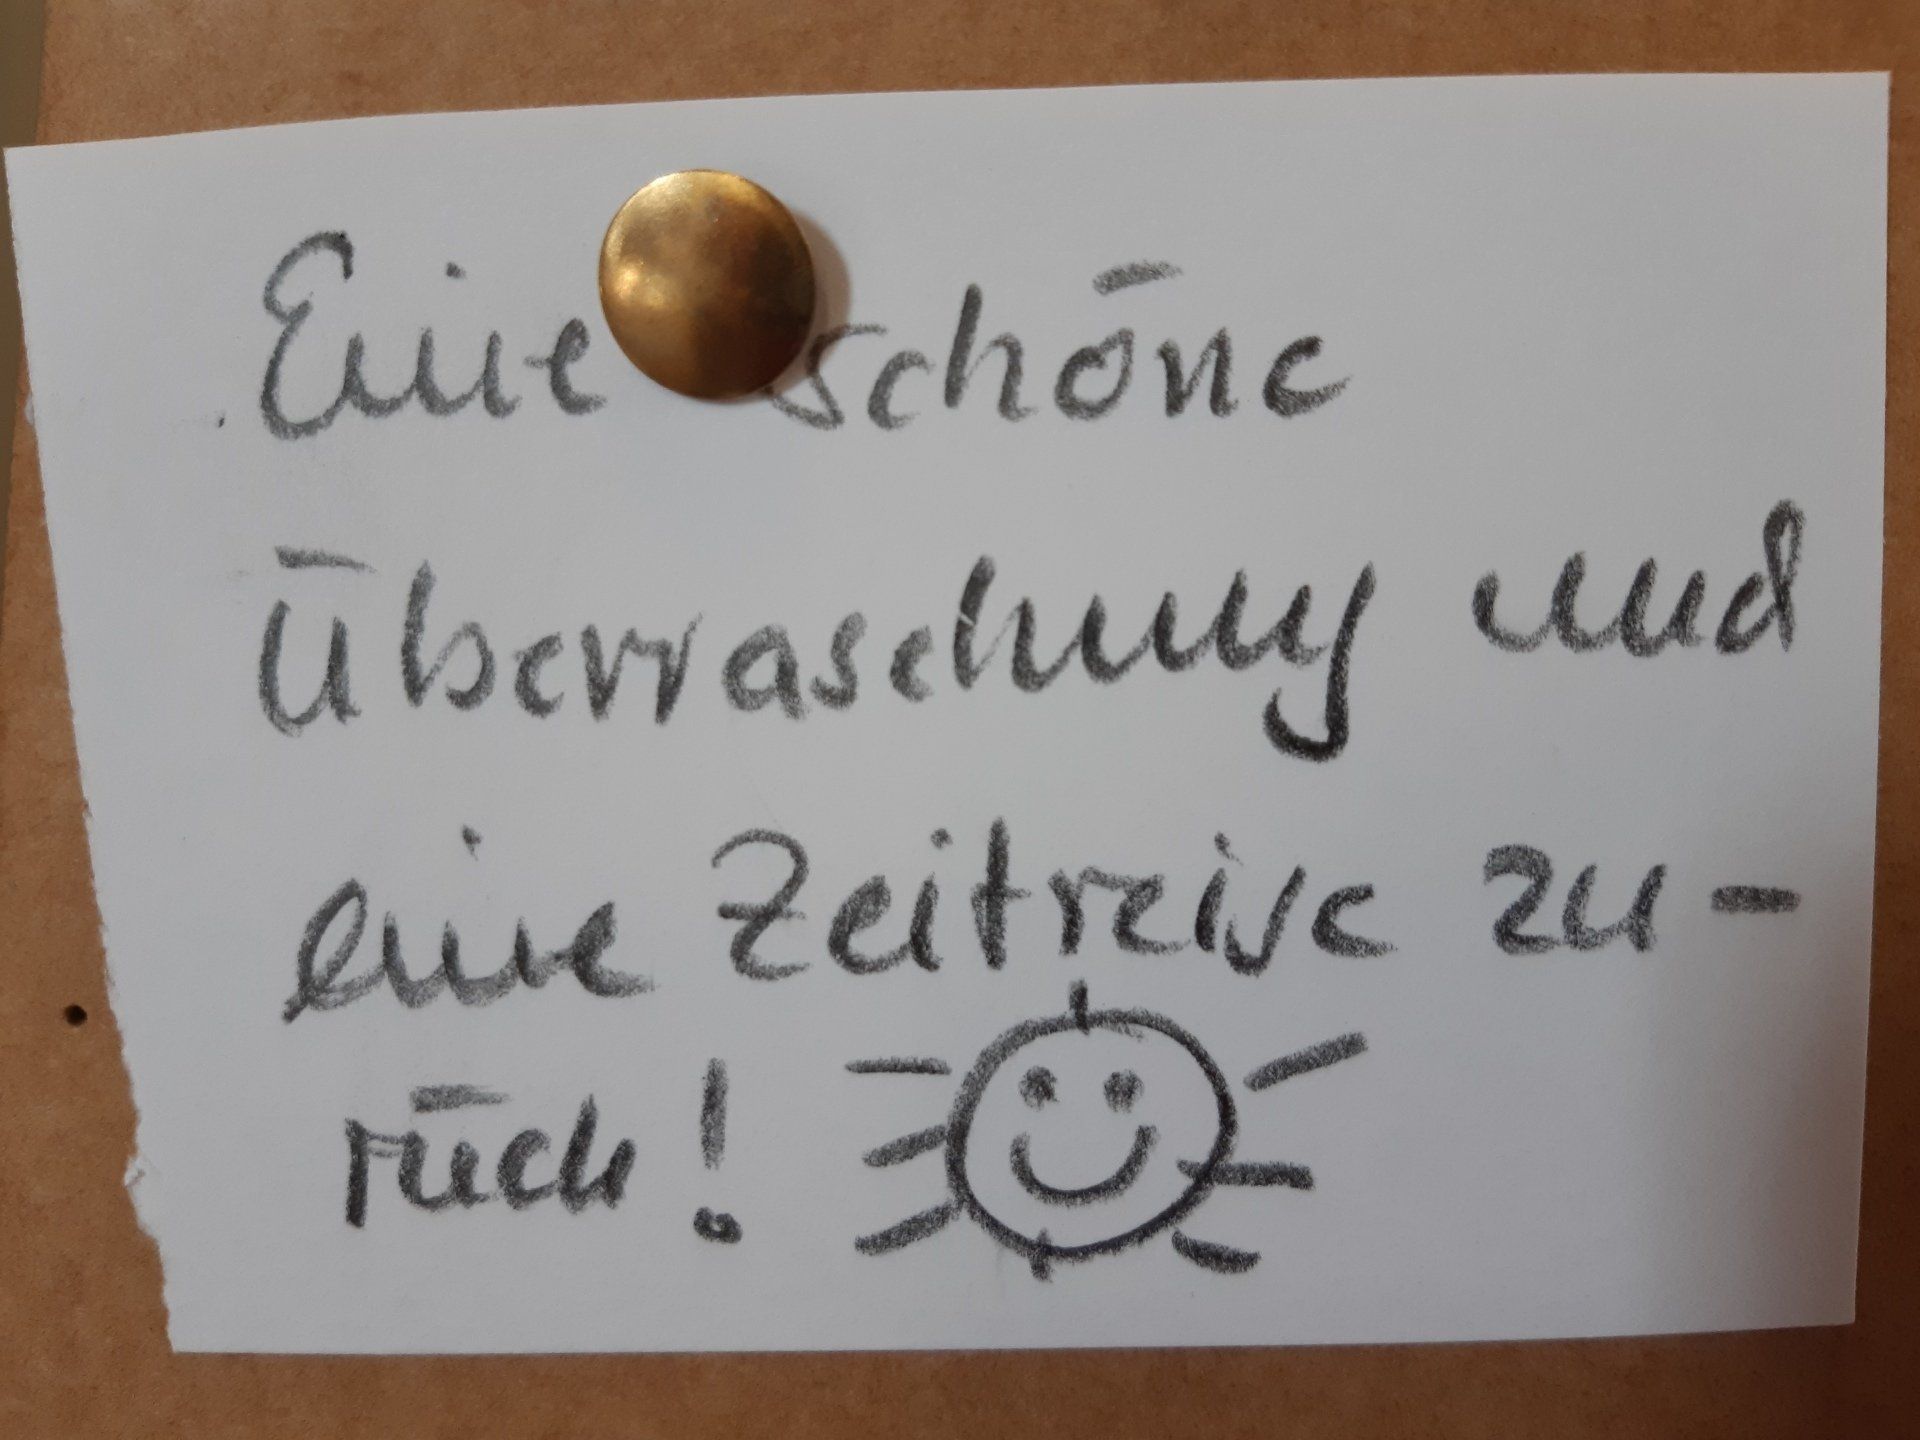 Eine schöne
Überraschung und
eine Zeitreise zu-
rück!